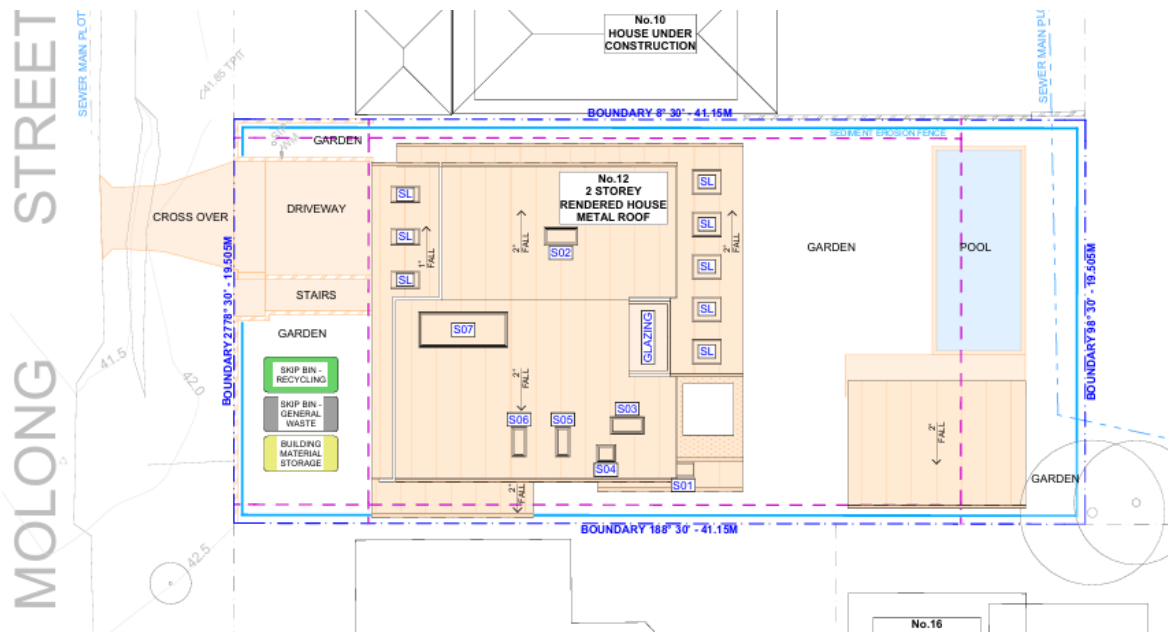 MOLONG STREET
SEWER MAIN PLOT
41.85 TPIT
No.10
HOUSE UNDER
CONSTRUCTION
SEWER MAIN PLOT
BOUNDARY 8° 30' - 41.15M
SEDIMENT EROSION FENCE
GARDEN
No.12
2 STOREY
RENDERED HOUSE
METAL ROOF
SL
SL
SL
SL
SL
SL
SL
SL
CROSS OVER
DRIVEWAY
1°
FALL
2°
FALL
S02
2°
FALL
GARDEN
POOL
BOUNDARY 2778° 30' - 19.505M
BOUNDARY 98° 30' - 19.505M
STAIRS
GARDEN
S07
GLAZING
41.5
42.0
SKIP BIN -
RECYCLING
SKIP BIN -
GENERAL
WASTE
BUILDING
MATERIAL
STORAGE
2°
FALL
S06
S05
S03
S04
S01
2°
FALL
2°
FALL
GARDEN
BOUNDARY 188° 30' - 41.15M
42.5
No.16